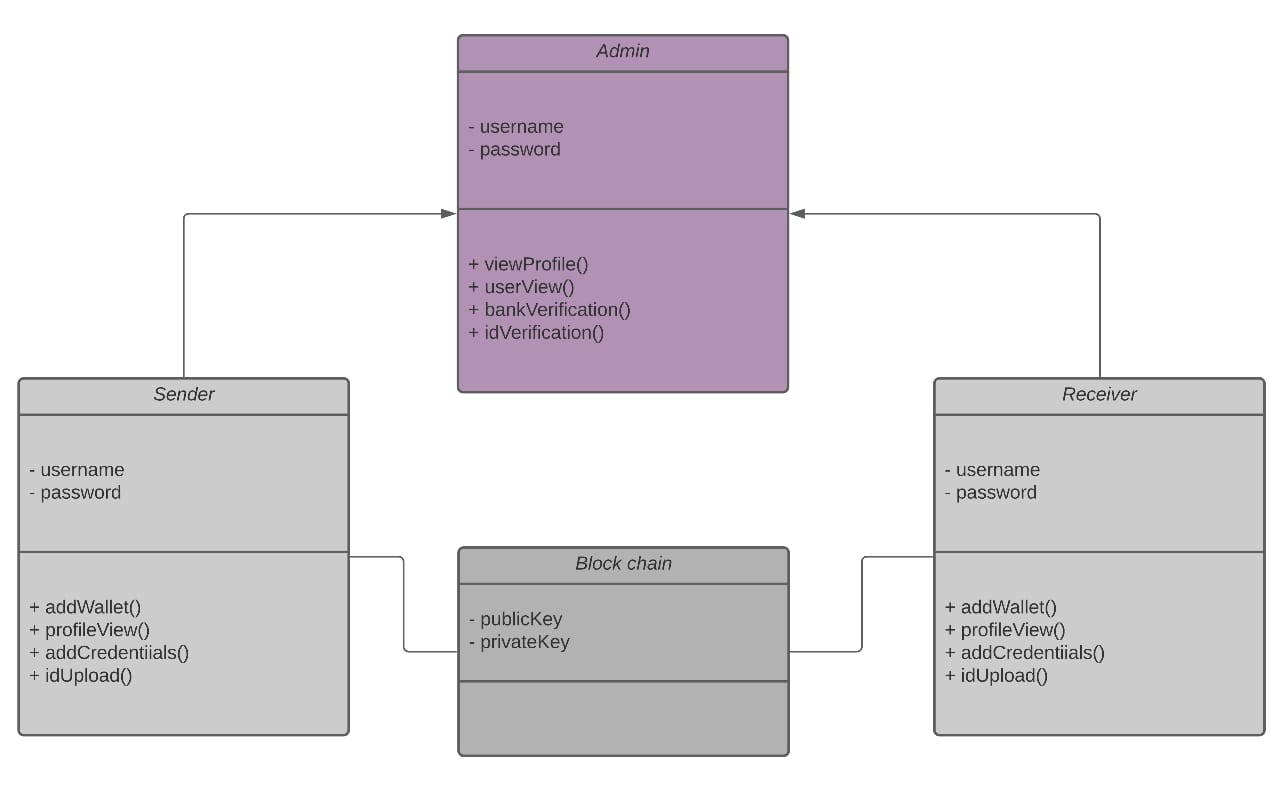 Admin
- username
- password
+ viewProfile()
+ userView()
+ bankVerification()
+ idVerification()
Sender
- username
- password
+ addWallet()
+ profileView()
+ addCredentiials()
+ idUpload()
Block chain
- publicKey
- privateKey
Receiver
- username
- password
+ addWallet()
+ profileView()
+ addCredentiials()
+ idUpload()